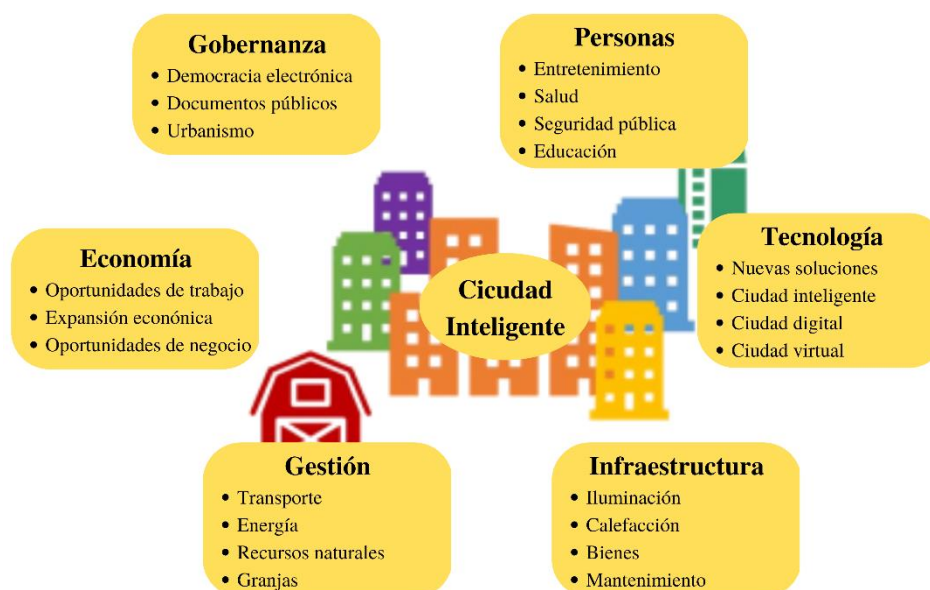 Gobernanza
• Democracia electrónica
• Documentos públicos
• Urbanismo
Personas
• Entretenimiento
• Salud
• Seguridad pública
• Educación
Economía
• Oportunidades de trabajo
• Expansión econónica
• Oportunidades de negocio
Cicudad
Inteligente
Tecnología
• Nuevas soluciones
• Ciudad inteligente
• Ciudad digital
• Ciudad virtual
Gestión
• Transporte
• Energía
• Recursos naturales
• Granjas
Infraestructura
• Iluminación
• Calefacción
• Bienes
• Mantenimiento